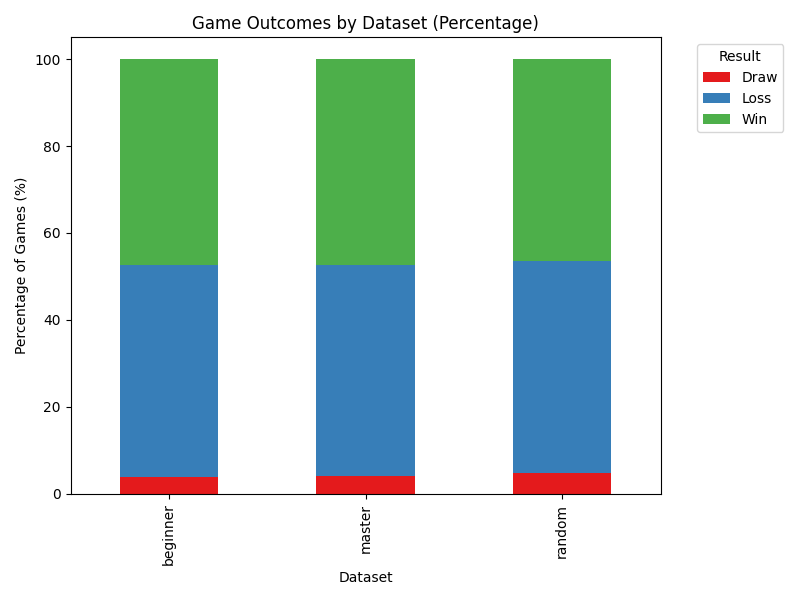 Game Outcomes by Dataset (Percentage)
Percentage of Games (%)
100
80
60
40
20
0
beginner
master
random
Dataset
Result
Draw
Loss
Win